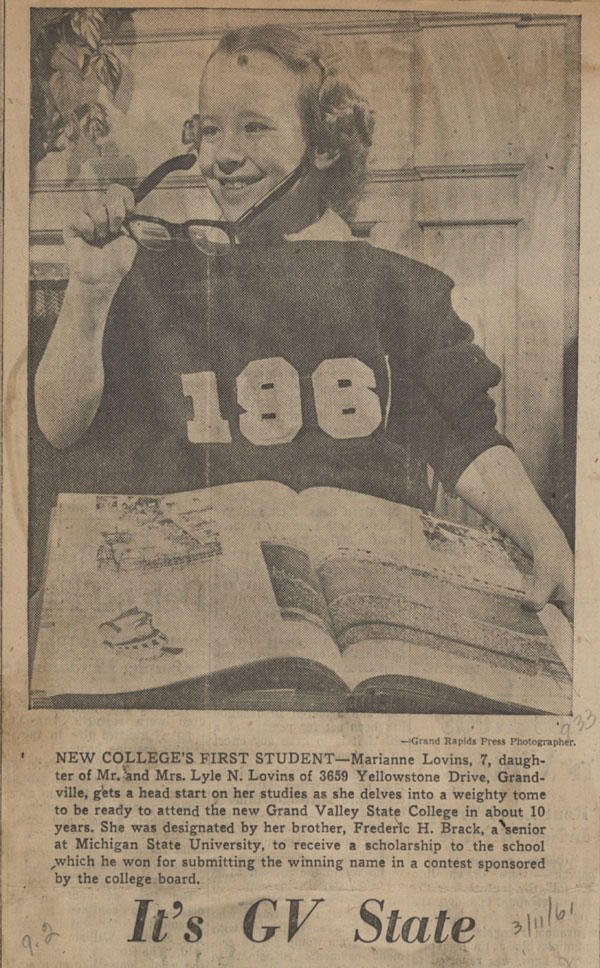 198
—Grand Rapids Press Photographer.
933
NEW COLLEGE'S FIRST STUDENT—Marianne Lovins, 7, daugh-
ter of Mr. and Mrs. Lyle N. Lovins of 3659 Yellowstone Drive, Grand-
ville, gets a head start on her studies as she delves into a weighty tome
to be ready to attend the new Grand Valley State College in about 10
years. She was designated by her brother, Frederic H. Brack, a senior
at Michigan State University, to receive a scholarship to the school
which he won for submitting the winning name in a contest sponsored
by the college board.
It's GV State
3/11/61
9.2